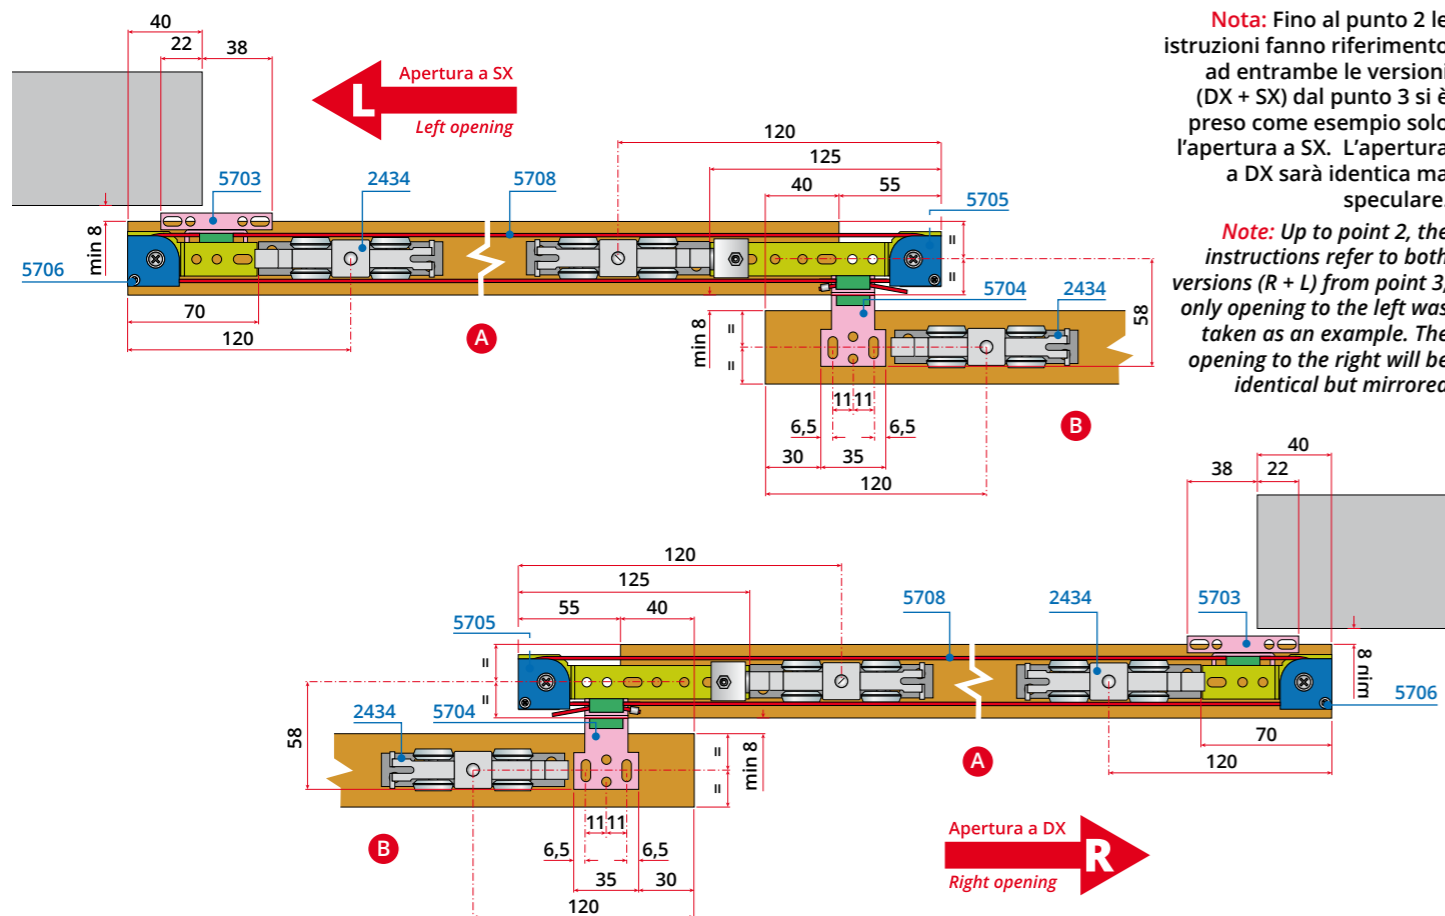 40
22
38
Apertura a SX
L
Left opening
120
125
40
55
5703
2434
5708
5705
min 8
5706
=
=
70
120
A
5704
2434
58
min 8
=
=
11
11
6,5
6,5
30
35
120
B
Nota: Fino al punto 2 le
istruzioni fanno riferimento
ad entrambe le versioni
(DX + SX) dal punto 3 si è
preso come esempio solo
l'apertura a SX. L'apertura
a DX sarà identica ma
speculare.
Note: Up to point 2, the
instructions refer to both
versions (R + L) from point 3,
only opening to the left was
taken as an example. The
opening to the right will be
identical but mirrored
40
38
22
120
125
55
40
5705
5708
2434
5703
=
=
min 8
5706
2434
5704
58
70
120
A
min 8
=
=
11
11
6,5
6,5
35
30
120
B
Apertura a DX
R
Right opening